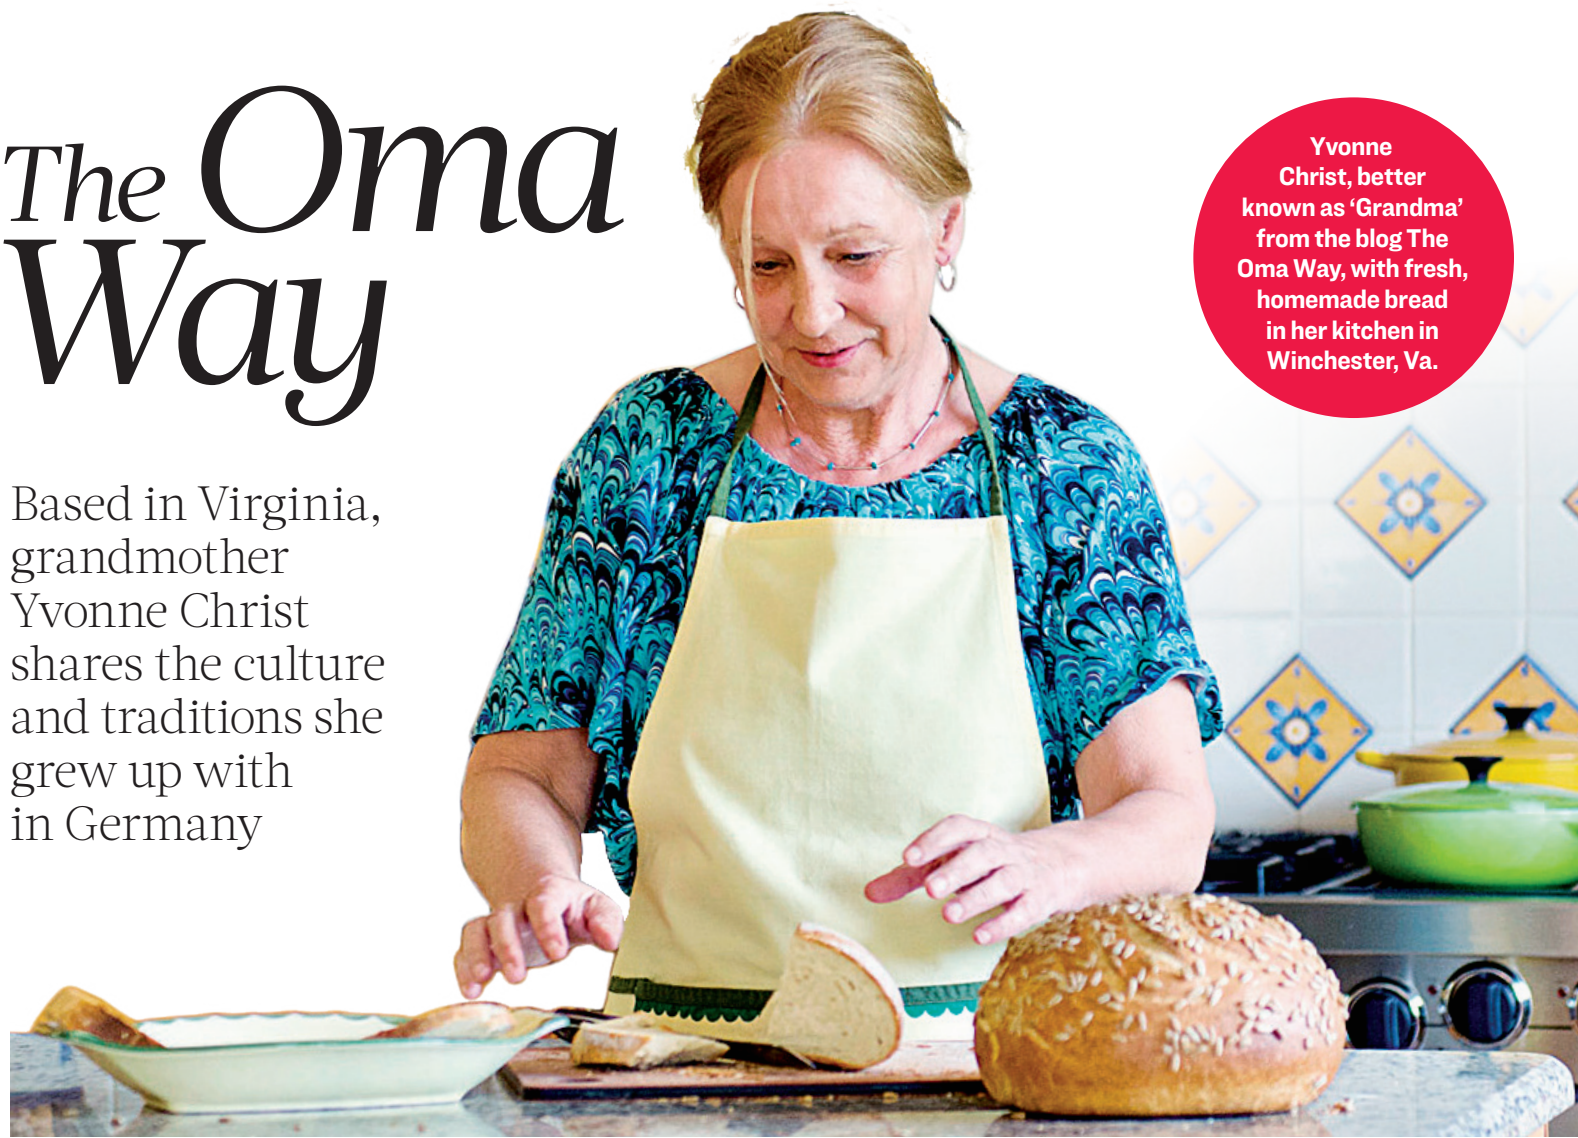 The Oma
Way
Based in Virginia,
grandmother
Yvonne Christ
shares the culture
and traditions she
grew up with
in Germany
Yvonne
Christ, better
known as ‘Grandma’
from the blog The
Oma Way, with fresh,
homemade bread
in her kitchen in
Winchester, Va.